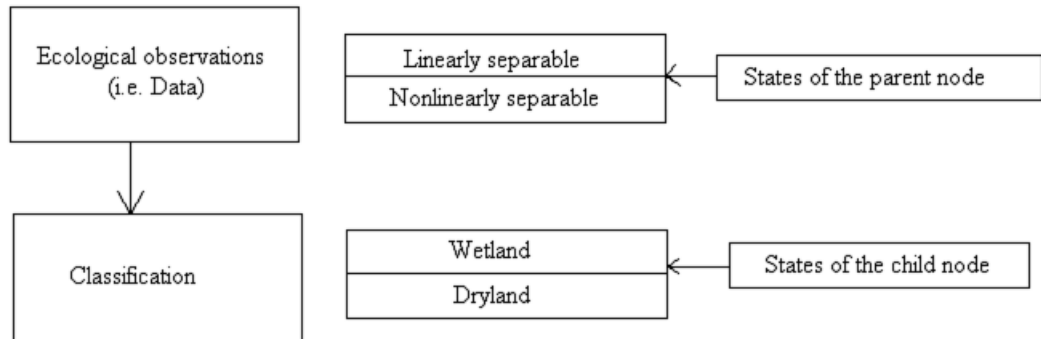 Ecological observations
(i.e. Data)
Linearly separable
Nonlinearly separable
States of the parent node
Classification
Wetland
Dryland
States of the child node